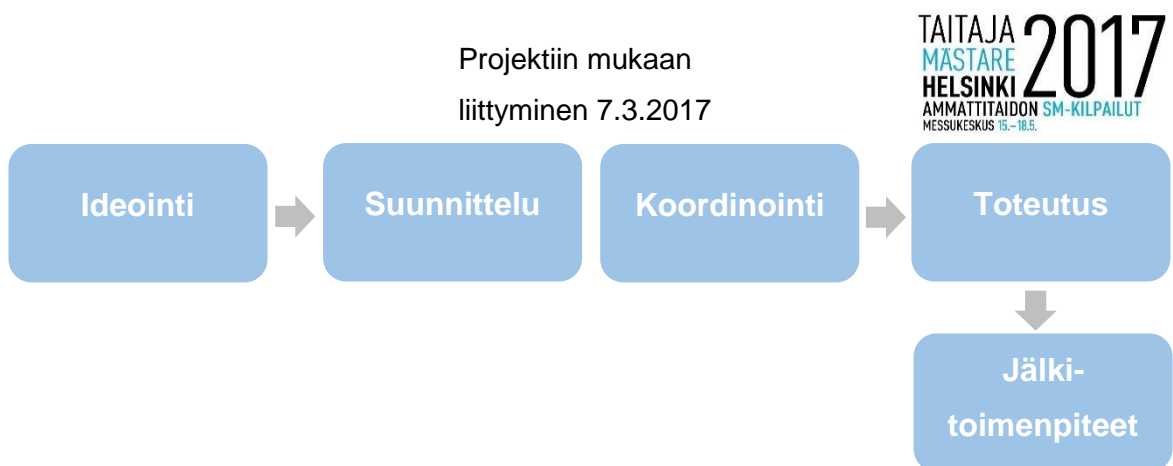 Projektiin mukaan
liittyminen 7.3.2017
TAITAJA 2017
MÄSTARE
HELSINKI
AMMATTITAIDON SM-KILPAILUT
MESSUKESKUS 15.–18.5.
Ideointi
Suunnittelu
Koordinointi
Toteutus
Jälki-
toimenpiteet